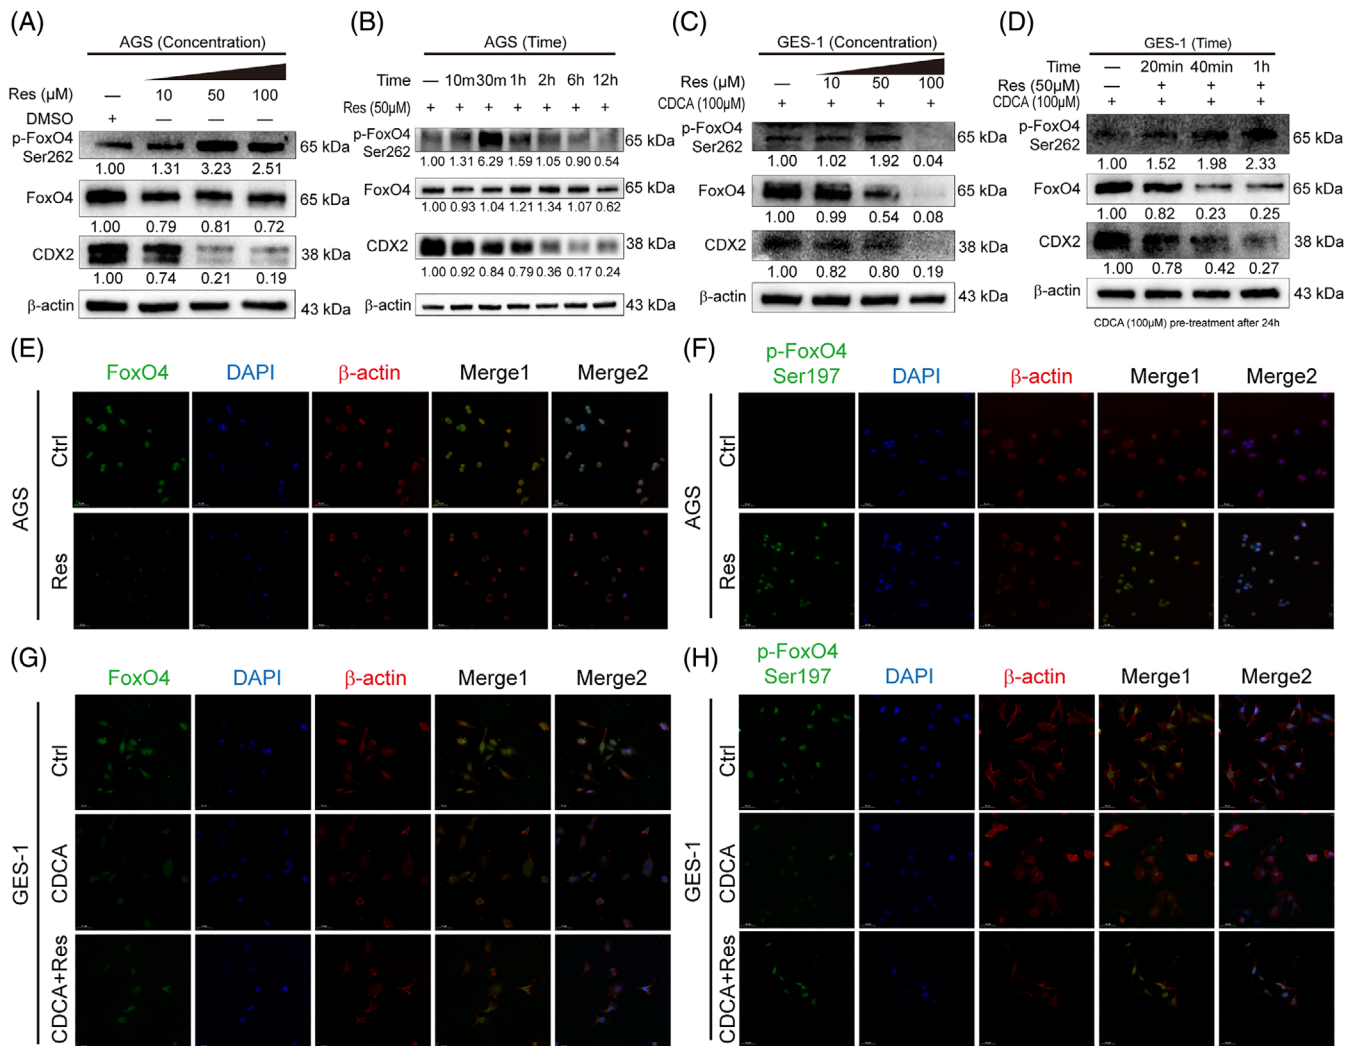 (A)
AGS (Concentration)
Res (µM) — 10 50 100
DMSO + — — —
p-FoxO4
Ser262
65 kDa
1.00 1.31 3.23 2.51
FoxO4
65 kDa
1.00 0.79 0.81 0.72
CDX2
38 kDa
1.00 0.74 0.21 0.19
β-actin
43 kDa
(B)
AGS (Time)
Time — 10m 30m 1h 2h 6h 12h
Res (50µM) + + + + + + +
p-FoxO4
Ser262
65 kDa
1.00 1.31 6.29 1.59 1.05 0.90 0.54
FoxO4
65 kDa
1.00 0.93 1.04 1.21 1.34 1.07 0.62
CDX2
38 kDa
1.00 0.92 0.84 0.79 0.36 0.17 0.24
β-actin
43 kDa
(C)
GES-1 (Concentration)
Res (µM) — 10 50 100
CDCA (100µM) + + + +
p-FoxO4
Ser262
65 kDa
1.00 1.02 1.92 0.04
FoxO4
65 kDa
1.00 0.99 0.54 0.08
CDX2
38 kDa
1.00 0.82 0.80 0.19
β-actin
43 kDa
(D)
GES-1 (Time)
Time 20min 40min 1h
Res (50µM) — + + +
CDCA (100µM) + + + +
p-FoxO4
Ser262
65 kDa
1.00 1.52 1.98 2.33
FoxO4
65 kDa
1.00 0.82 0.23 0.25
CDX2
38 kDa
1.00 0.78 0.42 0.27
β-actin
43 kDa
CDCA (100µM) pre-treatment after 24h
(E)
FoxO4 DAPI β-actin Merge1 Merge2
AGS
Ctrl
Res
(F)
p-FoxO4
Ser197 DAPI β-actin Merge1 Merge2
AGS
Ctrl
Res
(G)
FoxO4 DAPI β-actin Merge1 Merge2
GES-1
Ctrl
CDCA
CDCA+Res
(H)
p-FoxO4
Ser197 DAPI β-actin Merge1 Merge2
GES-1
Ctrl
CDCA
CDCA+Res